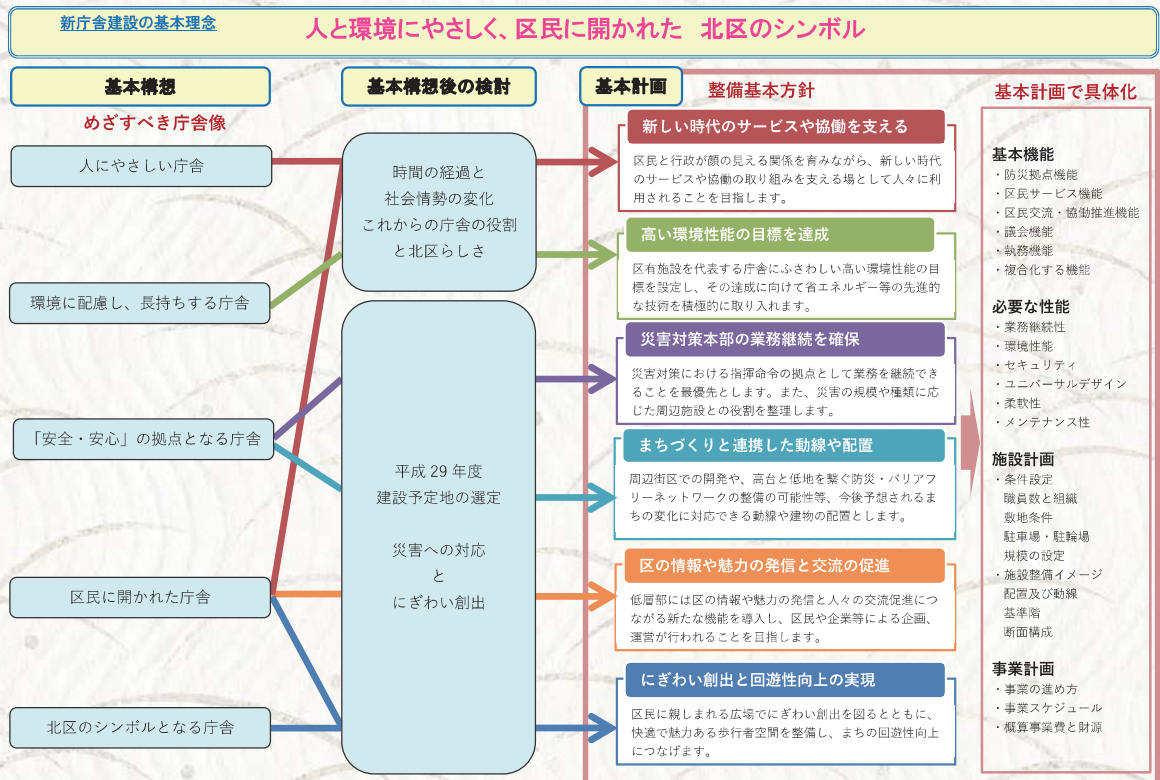 新庁舎建設の基本理念
人と環境にやさしく、区民に開かれた　北区のシンボル
基本構想
めざすべき庁舎像
人にやさしい庁舎
環境に配慮し、長持ちする庁舎
「安全・安心」の拠点となる庁舎
区民に開かれた庁舎
北区のシンボルとなる庁舎
基本構想後の検討
時間の経過と
社会情勢の変化
これからの庁舎の役割
と北区らしさ
平成 29 年度
建設予定地の選定
災害への対応
と
にぎわい創出
基本計画
整備基本方針
新しい時代のサービスや協働を支える
区民と行政が顔の見える関係を育みながら、新しい時代
のサービスや協働の取り組みを支える場として人々に利
用されることを目指します。
高い環境性能の目標を達成
区有施設を代表する庁舎にふさわしい高い環境性能の目
標を設定し、その達成に向けて省エネルギー等の先進的
な技術を積極的に取り入れます。
災害対策本部の業務継続を確保
災害対策における指揮命令の拠点として業務を継続でき
ることを最優先とします。また、災害の規模や種類に応
じた周辺施設との役割を整理します。
まちづくりと連携した動線や配置
周辺街区での開発や、高台と低地を繋ぐ防災・バリアフ
リーネットワークの整備の可能性等、今後予想されるま
ちの変化に対応できる動線や建物の配置とします。
区の情報や魅力の発信と交流の促進
低層部には区の情報や魅力の発信と人々の交流促進につ
ながる新たな機能を導入し、区民や企業等による企画、
運営が行われることを目指します。
にぎわい創出と回遊性向上の実現
区民に親しまれる広場でにぎわい創出を図るとともに、
快適で魅力ある歩行者空間を整備し、まちの回遊性向上
につなげます。
基本計画で具体化
基本機能
・防災拠点機能
・区民サービス機能
・区民交流・協働推進機能
・議会機能
・執務機能
・複合化する機能
必要な性能
・業務継続性
・環境性能
・セキュリティ
・ユニバーサルデザイン
・柔軟性
・メンテナンス性
施設計画
・条件設定
職員数と組織
敷地条件
駐車場・駐輪場
規模の設定
・施設整備イメージ
配置及び動線
基準階
断面構成
事業計画
・事業の進め方
・事業スケジュール
・概算事業費と財源